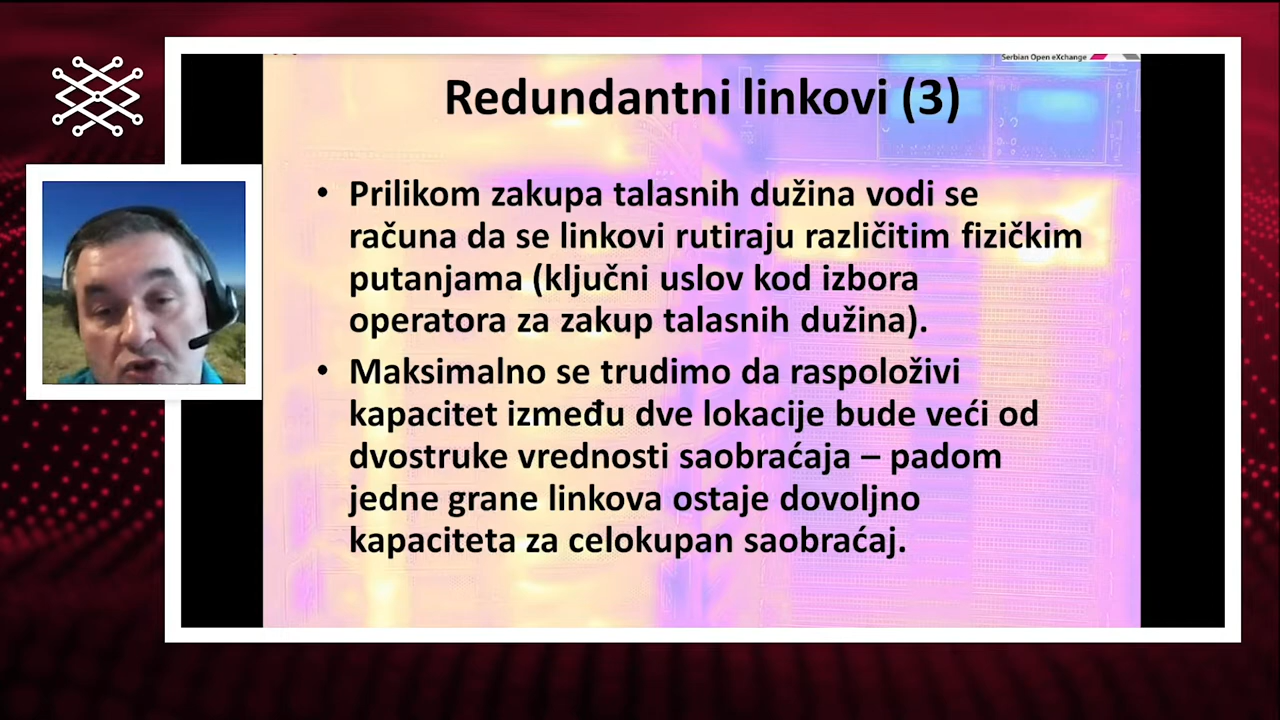 Serbian Open eXchange
Redundantni linkovi (3)
• Prilikom zakupa talasnih dužina vodi se
računa da se linkovi rutiraju različitim fizičkim
putanjama (ključni uslov kod izbora
operatora za zakup talasnih dužina).
• Maksimalno se trudimo da raspoloživi
kapacitet između dve lokacije bude veći od
dvostruke vrednosti saobraćaja – padom
jedne grane linkova ostaje dovoljno
kapaciteta za celokupan saobraćaj.